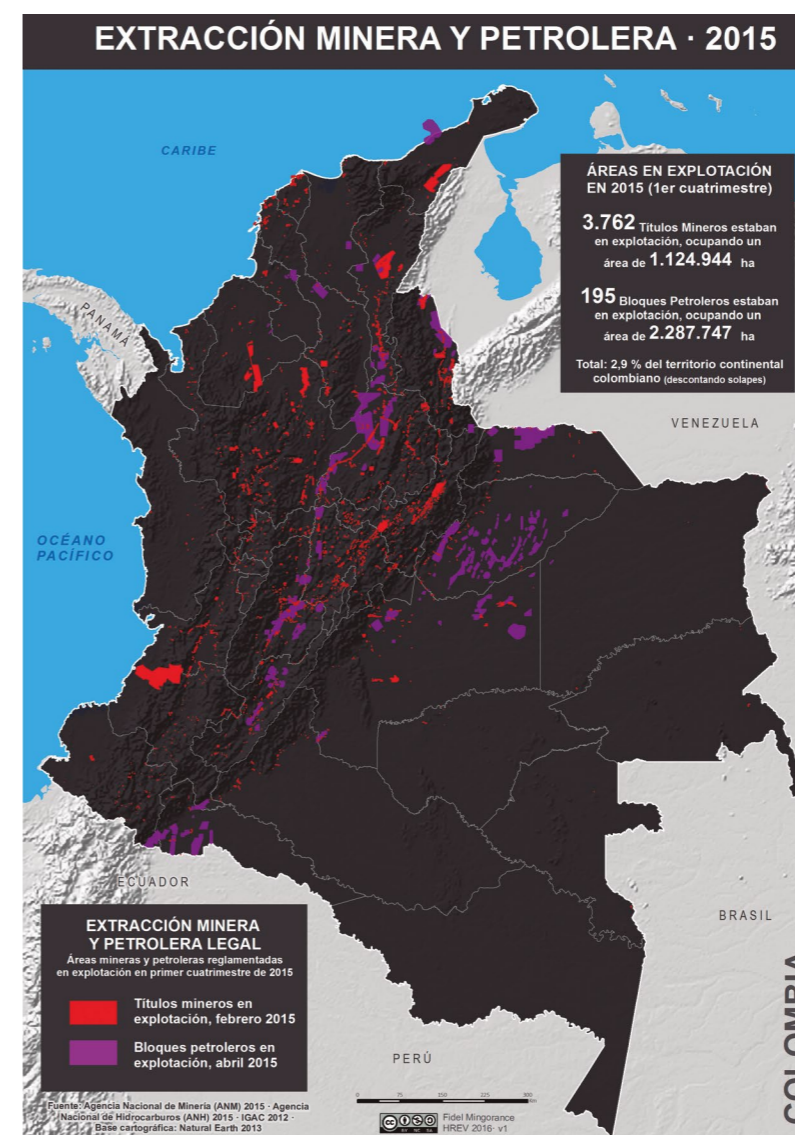 EXTRACCIÓN MINERA Y PETROLERA · 2015
CARIBE
ÁREAS EN EXPLOTACIÓN
EN 2015 (1er cuatrimestre)
3.762 Títulos Mineros estaban
en explotación, ocupando un
área de 1.124.944 ha
195 Bloques Petroleros estaban
en explotación, ocupando un
área de 2.287.747 ha
Total: 2,9 % del territorio continental
colombiano (descontando solapes)
PANAMÁ
VENEZUELA
OCÉANO
PACÍFICO
ECUADOR
BRASIL
PERÚ
COLOMBIA
EXTRACCIÓN MINERA
Y PETROLERA LEGAL
Áreas mineras y petroleras reglamentadas
en explotación en primer cuatrimestre de 2015
Títulos mineros en
explotación, febrero 2015
Bloques petroleros en
explotación, abril 2015
0 75 150 225 300
Fuente: Agencia Nacional de Minería (ANM) 2015 · Agencia
Nacional de Hidrocarburos (ANH) 2015 · IGAC 2012 ·
Base cartográfica: Natural Earth 2013
Fidel Mingorance
HREV 2016· v1